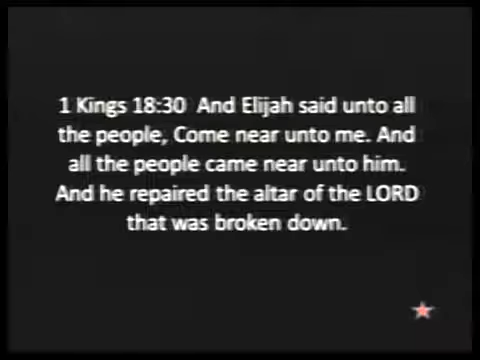 1 Kings 18:30  And Elijah said unto all
the people, Come near unto me. And
all the people came near unto him.
And he repaired the altar of the LORD
that was broken down.